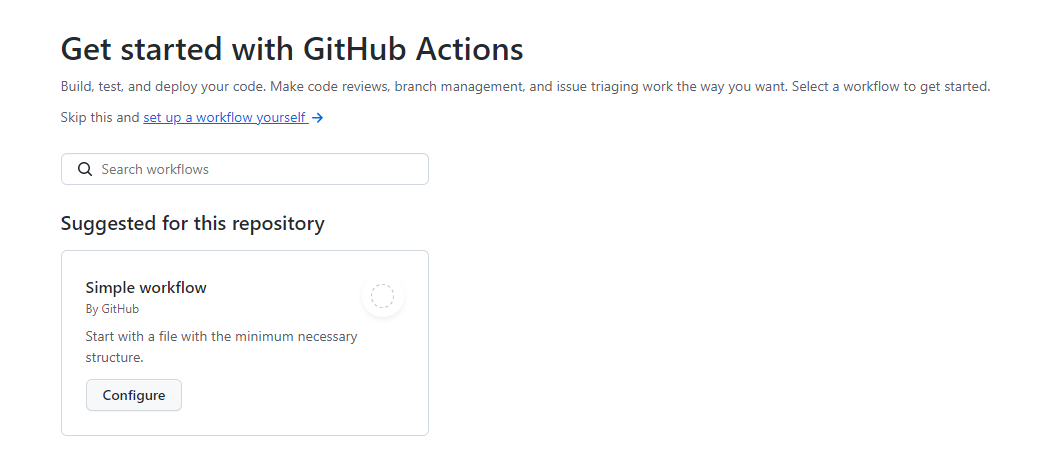 Get started with GitHub Actions
Build, test, and deploy your code. Make code reviews, branch management, and issue triaging work the way you want. Select a workflow to get started.
Skip this and set up a workflow yourself
Search workflows
Suggested for this repository
Simple workflow
By GitHub
Start with a file with the minimum necessary
structure.
Configure